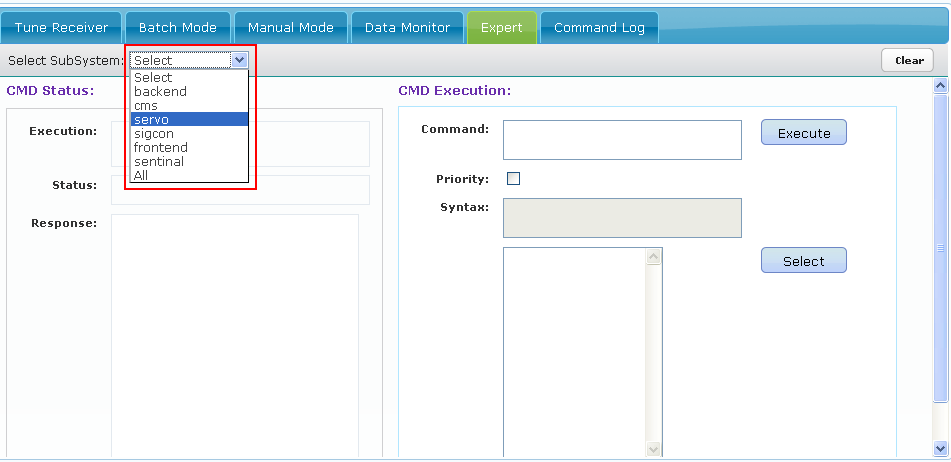 Tune Receiver Batch Mode Manual Mode Data Monitor Expert Command Log
Select SubSystem: Select Clear
Select
backend
cms
servo
sigcon
frontend
sentinal
All
CMD Status:
Execution:
Status:
Response:
CMD Execution:
Command: Execute
Priority:
Syntax:
Select